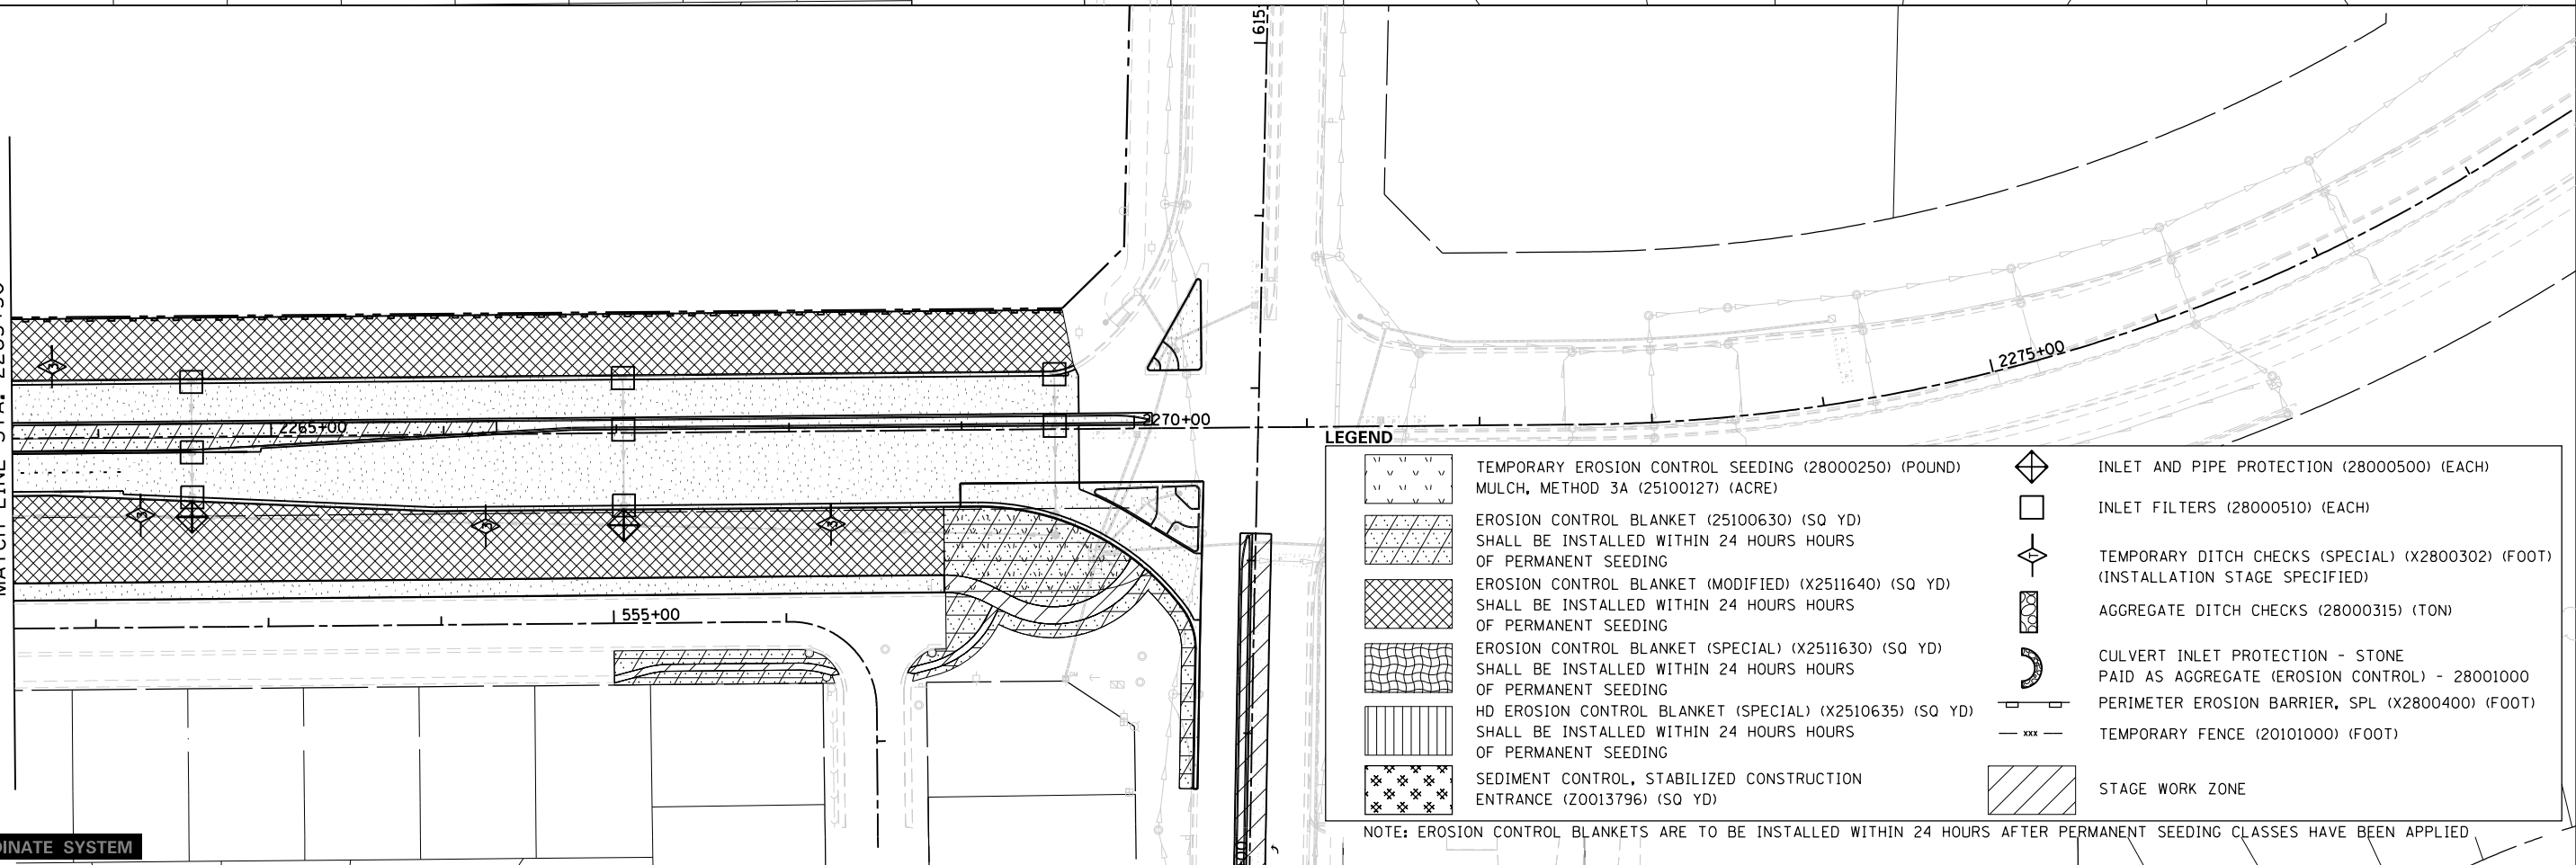 615
2265+00
2270+00
2275+00
555+00
3
3
3
3
MATCH LINE STA.
DINATE SYSTEM
LEGEND
TEMPORARY EROSION CONTROL SEEDING (28000250) (POUND)
MULCH, METHOD 3A (25100127) (ACRE)
EROSION CONTROL BLANKET (25100630) (SQ YD)
SHALL BE INSTALLED WITHIN 24 HOURS HOURS
OF PERMANENT SEEDING
EROSION CONTROL BLANKET (MODIFIED) (X2511640) (SQ YD)
SHALL BE INSTALLED WITHIN 24 HOURS HOURS
OF PERMANENT SEEDING
EROSION CONTROL BLANKET (SPECIAL) (X2511630) (SQ YD)
SHALL BE INSTALLED WITHIN 24 HOURS HOURS
OF PERMANENT SEEDING
HD EROSION CONTROL BLANKET (SPECIAL) (X2510635) (SQ YD)
SHALL BE INSTALLED WITHIN 24 HOURS HOURS
OF PERMANENT SEEDING
SEDIMENT CONTROL, STABILIZED CONSTRUCTION
ENTRANCE (Z0013796) (SQ YD)
INLET AND PIPE PROTECTION (28000500) (EACH)
INLET FILTERS (28000510) (EACH)
TEMPORARY DITCH CHECKS (SPECIAL) (X2800302) (FOOT)
(INSTALLATION STAGE SPECIFIED)
AGGREGATE DITCH CHECKS (28000315) (TON)
CULVERT INLET PROTECTION - STONE
PAID AS AGGREGATE (EROSION CONTROL) - 28001000
PERIMETER EROSION BARRIER, SPL (X2800400) (FOOT)
xxx
TEMPORARY FENCE (20101000) (FOOT)
STAGE WORK ZONE
NOTE: EROSION CONTROL BLANKETS ARE TO BE INSTALLED WITHIN 24 HOURS AFTER PERMANENT SEEDING CLASSES HAVE BEEN APPLIED